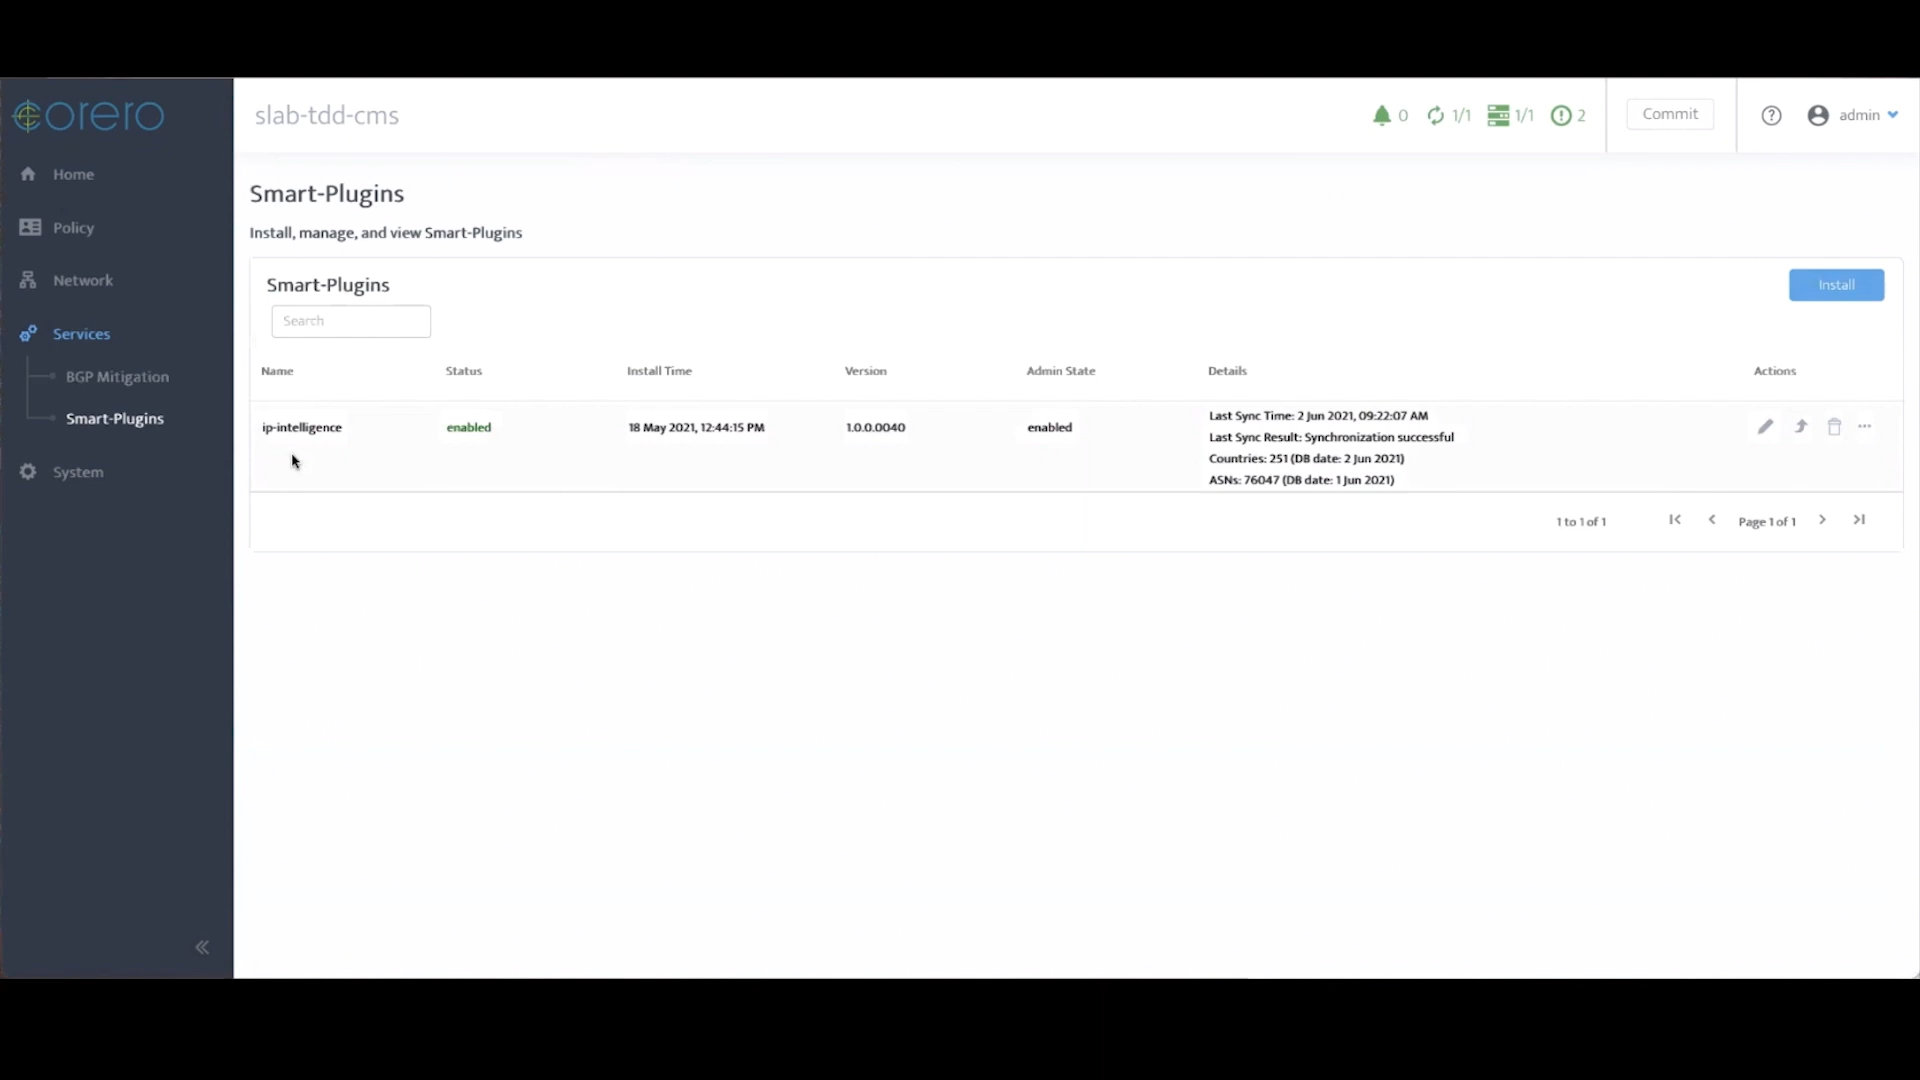 corero
slab-tdd-cms
0
1/1
1/1
2
Commit
admin
Home
Policy
Network
Services
BGP Mitigation
Smart-Plugins
System
Smart-Plugins
Install, manage, and view Smart-Plugins
Smart-Plugins
Install
Search
Name Status Install Time Version Admin State Details Actions
ip-intelligence enabled 18 May 2021, 12:44:15 PM 1.0.0.0040 enabled
Last Sync Time: 2 Jun 2021, 09:22:07 AM
Last Sync Result: Synchronization successful
Countries: 251 (DB date: 2 Jun 2021)
ASNs: 76047 (DB date: 1 Jun 2021)
1 to 1 of 1
Page 1 of 1